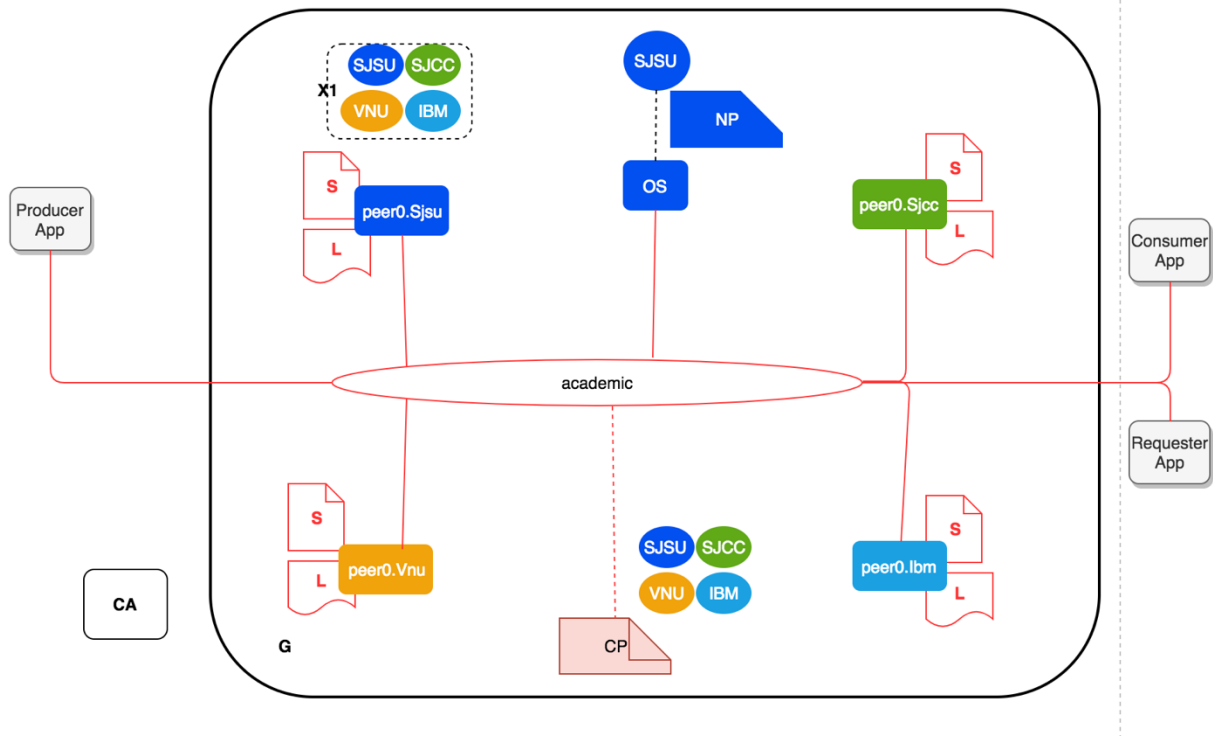 SJSU
SJCC
X1
VNU
IBM
SJSU
NP
S
peer0.Sjsu
L
OS
S
peer0.Sjcc
L
Producer
App
Consumer
App
academic
Requester
App
S
peer0.Vnu
L
SJSU
SJCC
VNU
IBM
S
peer0.Ibm
L
CA
G
CP